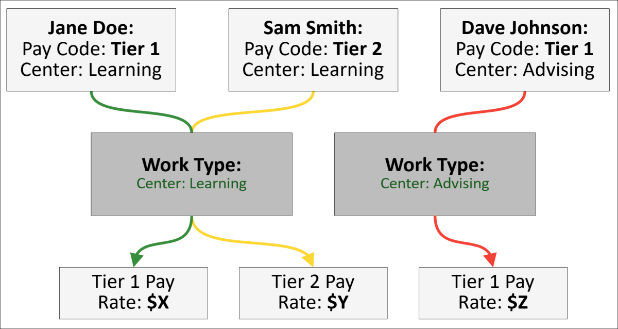 Jane Doe:
Pay Code: Tier 1
Center: Learning
Sam Smith:
Pay Code: Tier 2
Center: Learning
Dave Johnson:
Pay Code: Tier 1
Center: Advising
Work Type:
Center: Learning
Work Type:
Center: Advising
Tier 1 Pay
Rate: $X
Tier 2 Pay
Rate: $Y
Tier 1 Pay
Rate: $Z